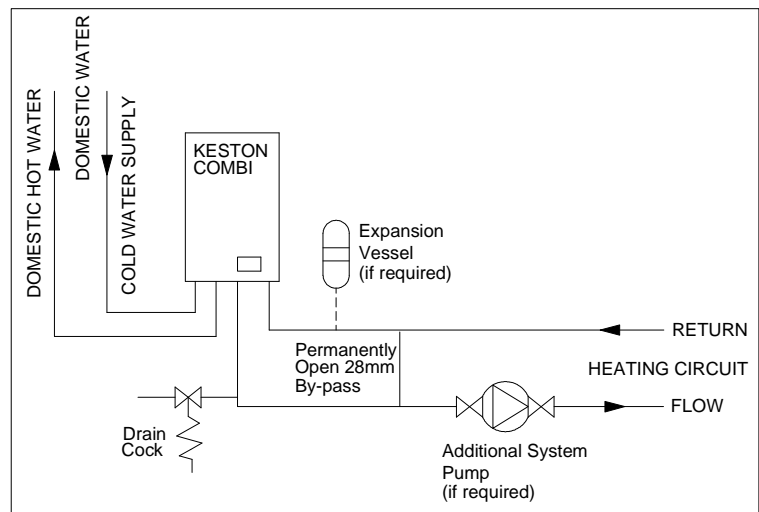 DOMESTIC HOT WATER
DOMESTIC WATER
COLD WATER SUPPLY
KESTON
COMBI
Expansion
Vessel
(if required)
RETURN
Permanently
Open 28mm
By-pass
HEATING CIRCUIT
FLOW
Drain
Cock
Additional System
Pump
(if required)